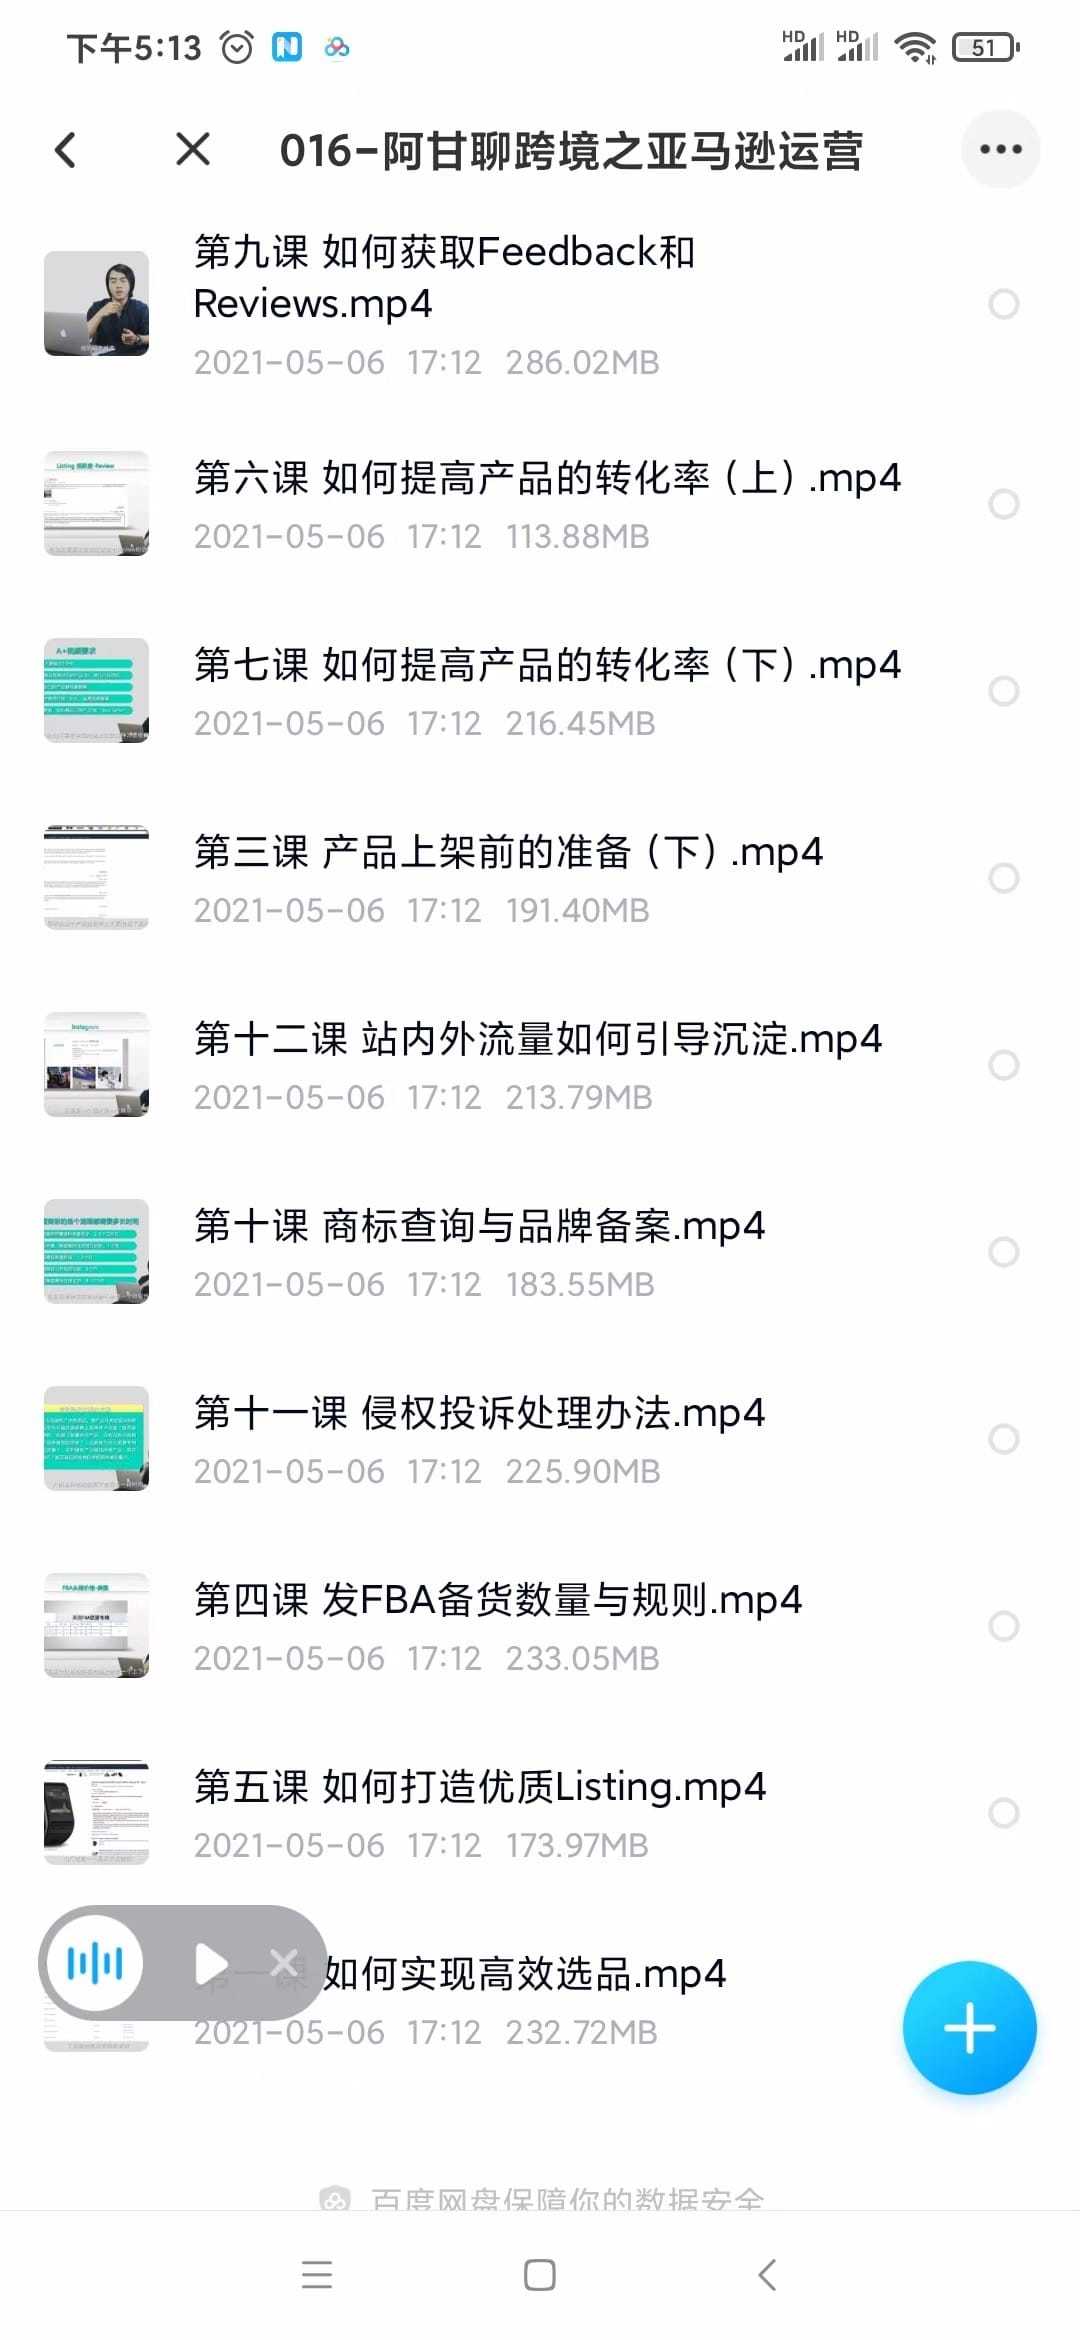 下午5:13
HD
HD
51
016-阿甘聊跨境之亚马逊运营
第九课 如何获取Feedback和
Reviews.mp4
2021-05-06 17:12 286.02MB
Listing
Review
第六课 如何提高产品的转化率（上）.mp4
2021-05-06 17:12 113.88MB
A+视频要求
第七课 如何提高产品的转化率（下）.mp4
2021-05-06 17:12 216.45MB
第三课 产品上架前的准备（下）.mp4
2021-05-06 17:12 191.40MB
Instagram
第十二课 站内外流量如何引导沉淀.mp4
2021-05-06 17:12 213.79MB
第十课 商标查询与品牌备案.mp4
2021-05-06 17:12 183.55MB
第十一课 侵权投诉处理办法.mp4
2021-05-06 17:12 225.90MB
第四课 发FBA备货数量与规则.mp4
2021-05-06 17:12 233.05MB
第五课 如何打造优质Listing.mp4
2021-05-06 17:12 173.97MB
课 如何实现高效选品.mp4
2021-05-06 17:12 232.72MB
百度网盘保障你的数据安全